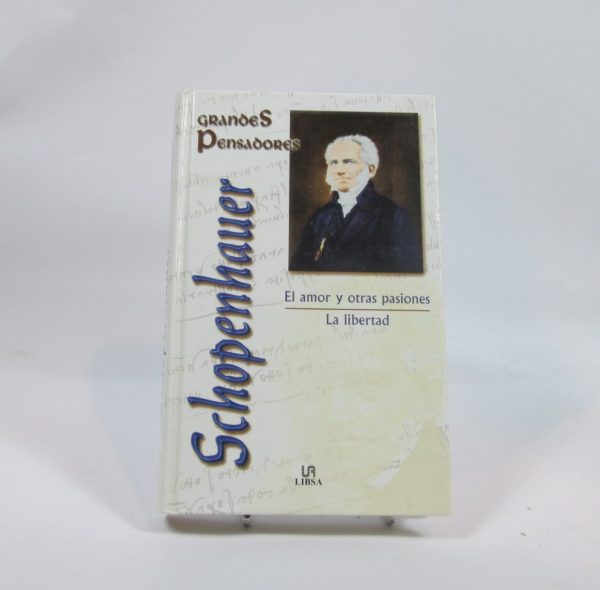 GRANDES
PENSADORES
Schopenhauer
El amor y otras pasiones
La libertad
LIBSA